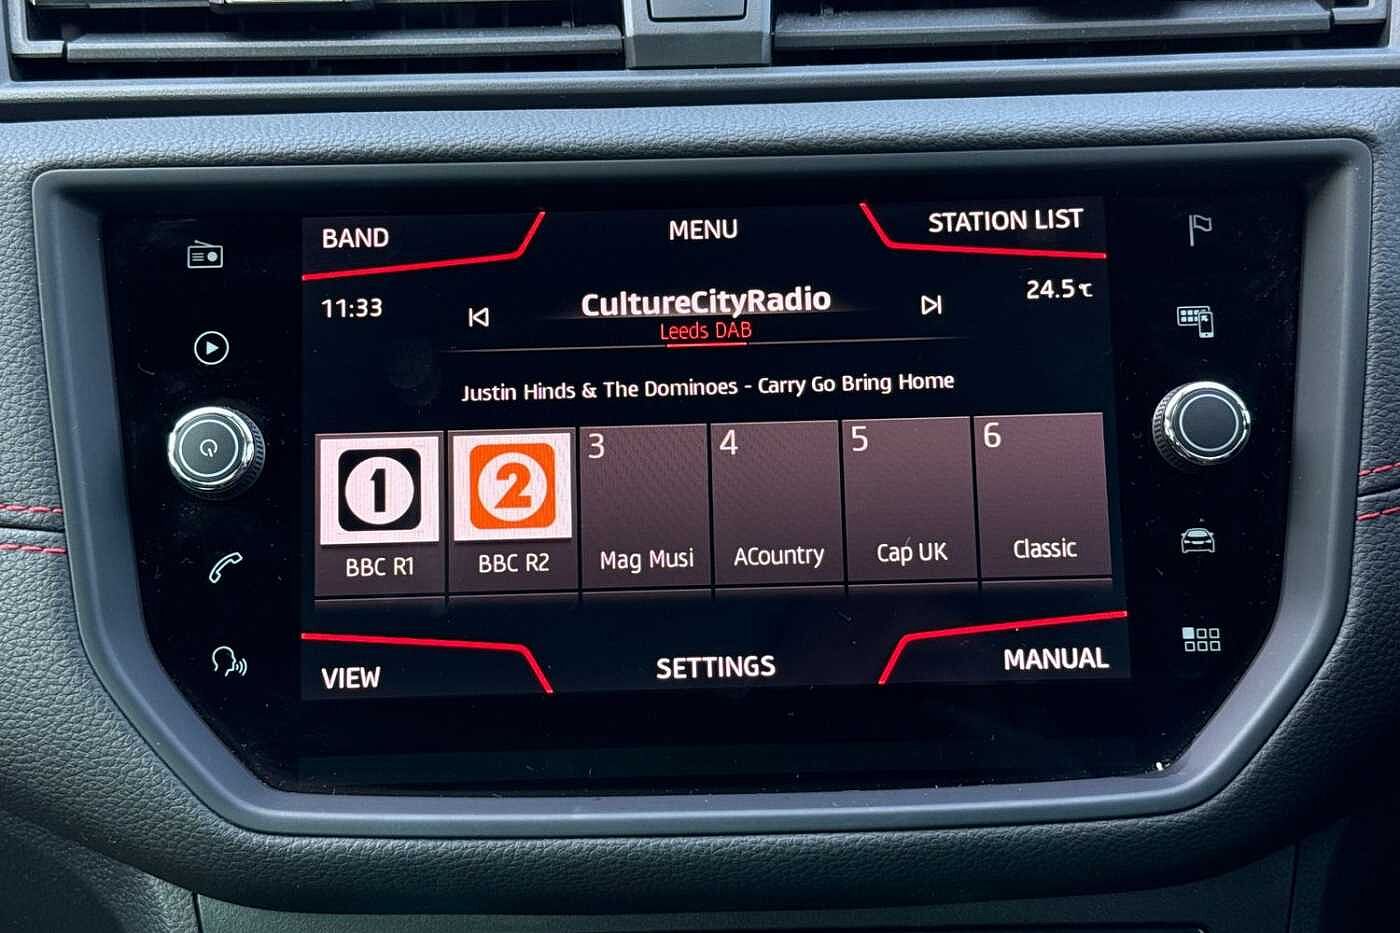 BAND
MENU
STATION LIST
11:33
CultureCityRadio
24.5℃
Leeds DAB
Justin Hinds & The Dominoes - Carry Go Bring Home
1
2
3
4
5
6
BBC R1
BBC R2
Mag Musi
ACountry
Cap UK
Classic
VIEW
SETTINGS
MANUAL